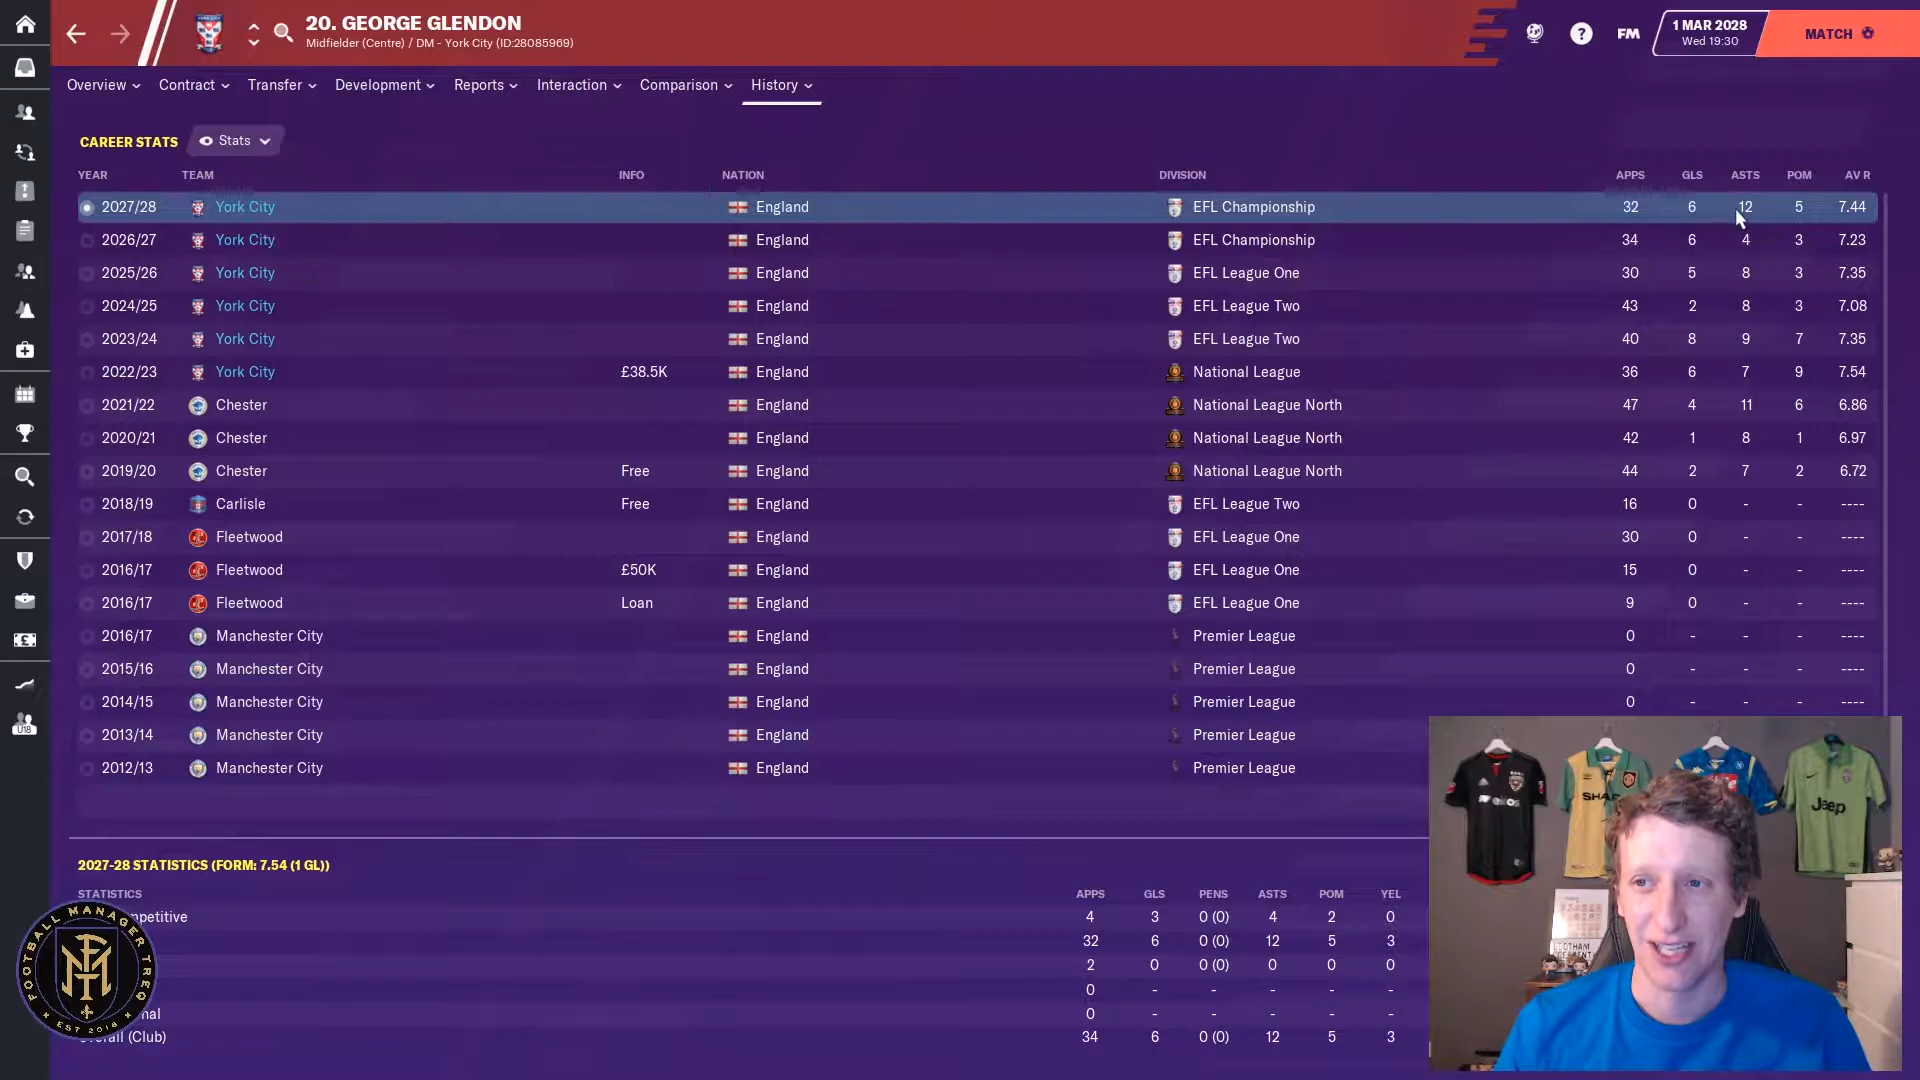 20. GEORGE GLENDON
Midfielder (Centre) / DM - York City (ID:28085969)
FM
1 MAR 2028
Wed 19:30
MATCH
Overview Contract Transfer Development Reports Interaction Comparison History
CAREER STATS Stats
YEAR TEAM INFO NATION DIVISION APPS GLS ASTS POM AV R
2027/28 York City England EFL Championship 32 6 12 5 7.44
2026/27 York City England EFL Championship 34 6 4 3 7.23
2025/26 York City England EFL League One 30 5 8 3 7.35
2024/25 York City England EFL League Two 43 2 8 3 7.08
2023/24 York City England EFL League Two 40 8 9 7 7.35
2022/23 York City £38.5K England National League 36 6 7 9 7.54
2021/22 Chester England National League North 47 4 11 6 6.86
2020/21 Chester England National League North 42 1 8 1 6.97
2019/20 Chester Free England National League North 44 2 7 2 6.72
2018/19 Carlisle Free England EFL League Two 16 0 - - ----
2017/18 Fleetwood England EFL League One 30 0 - - ----
2016/17 Fleetwood £50K England EFL League One 15 0 - - ----
2016/17 Fleetwood Loan England EFL League One 9 0 - - ----
2016/17 Manchester City England Premier League 0 - - - ----
2015/16 Manchester City England Premier League 0 - - - ----
2014/15 Manchester City England Premier League 0 - - - ----
2013/14 Manchester City England Premier League
2012/13 Manchester City England Premier League
2027-28 STATISTICS (FORM: 7.54 (1 GL))
STATISTICS APPS GLS PENS ASTS POM YEL
4 3 0 (0) 4 2 0
32 6 0 (0) 12 5 3
2 0 0 (0) 0 0 0
0 - - - - -
0 - - - - -
(Club) 34 6 0 (0) 12 5 3
U18
FOOTBALL MANAGER TREQ
EST 2018
SHAR
Jeep